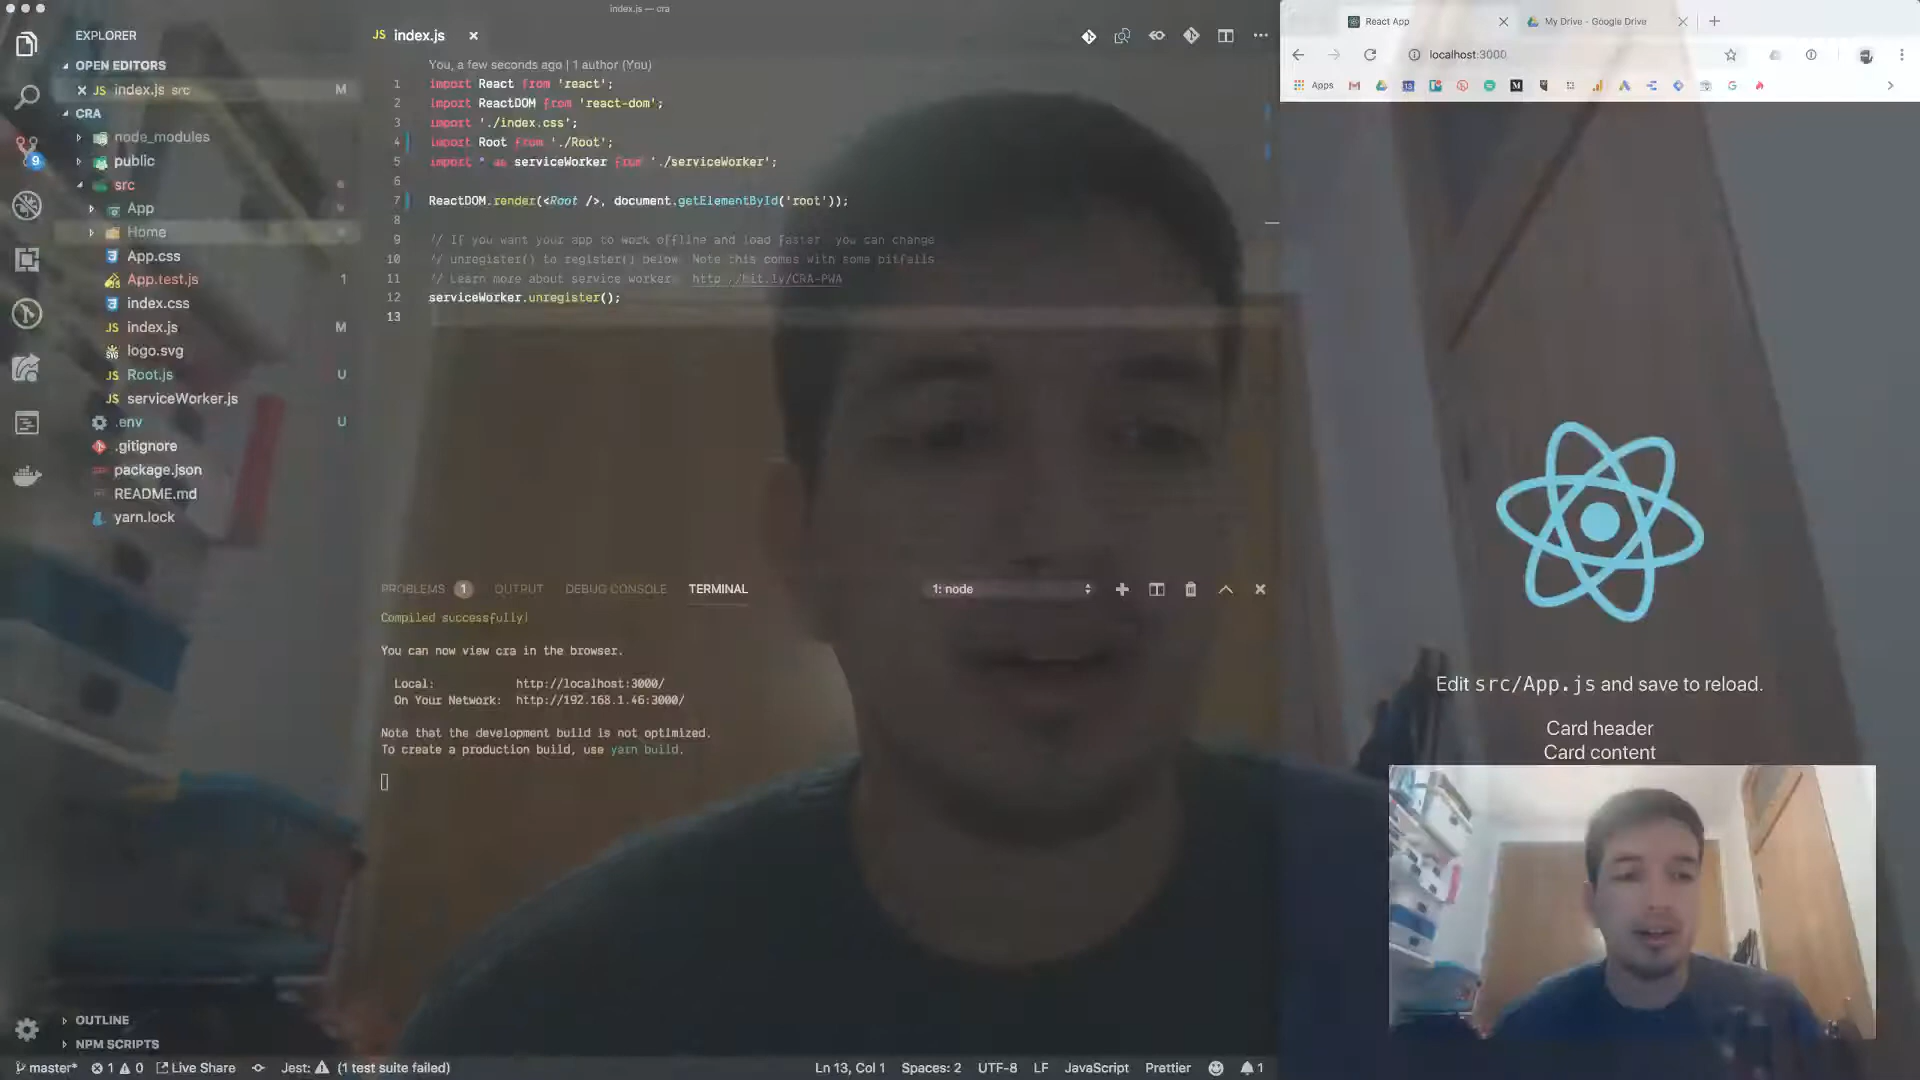 index.js — cra
EXPLORER
OPEN EDITORS
JS index.js src M
CRA
node_modules
public
src
App
Home
App.css
App.test.js 1
index.css
JS index.js M
logo.svg
JS Root.js U
JS serviceWorker.js
.env U
.gitignore
package.json
README.md
yarn.lock
OUTLINE
NPM SCRIPTS
9
JS index.js
You, a few seconds ago | 1 author (You)
1 import React from 'react';
2 import ReactDOM from 'react-dom';
3 import './index.css';
4 import Root from './Root';
5 import * as serviceWorker from './serviceWorker';
6
7 ReactDOM.render(<Root />, document.getElementById('root'));
8
9 // If you want your app to work offline and load faster you can change
10 // unregister() to register() below Note this comes with some pitfalls
11 // Learn more about service worker http //bit.ly/CRA-PWA
12 serviceWorker.unregister();
13
PROBLEMS 1 OUTPUT DEBUG CONSOLE TERMINAL 1: node
Compiled successfully!
You can now view cra in the browser.
Local: http://localhost:3000/
On Your Network: http://192.168.1.46:3000/
Note that the development build is not optimized.
To create a production build, use yarn build.
master* 1 0 Live Share Jest: (1 test suite failed) Ln 13, Col 1 Spaces: 2 UTF-8 LF JavaScript Prettier 1
React App My Drive - Google Drive
localhost:3000
Apps
Edit src/App.js and save to reload.
Card header
Card content